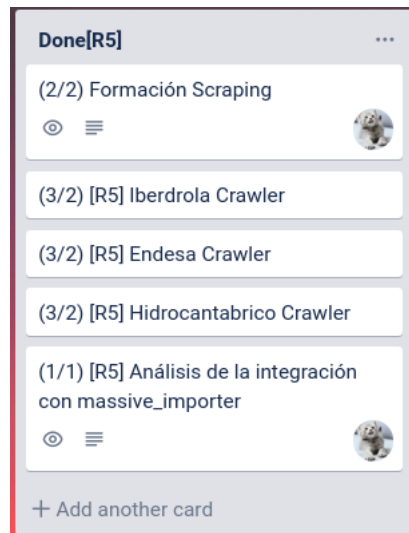 Done[R5]
(2/2) Formación Scraping
(3/2) [R5] Iberdrola Crawler
(3/2) [R5] Endesa Crawler
(3/2) [R5] Hidrocantabrico Crawler
(1/1) [R5] Análisis de la integración
con massive_importer
+ Add another card